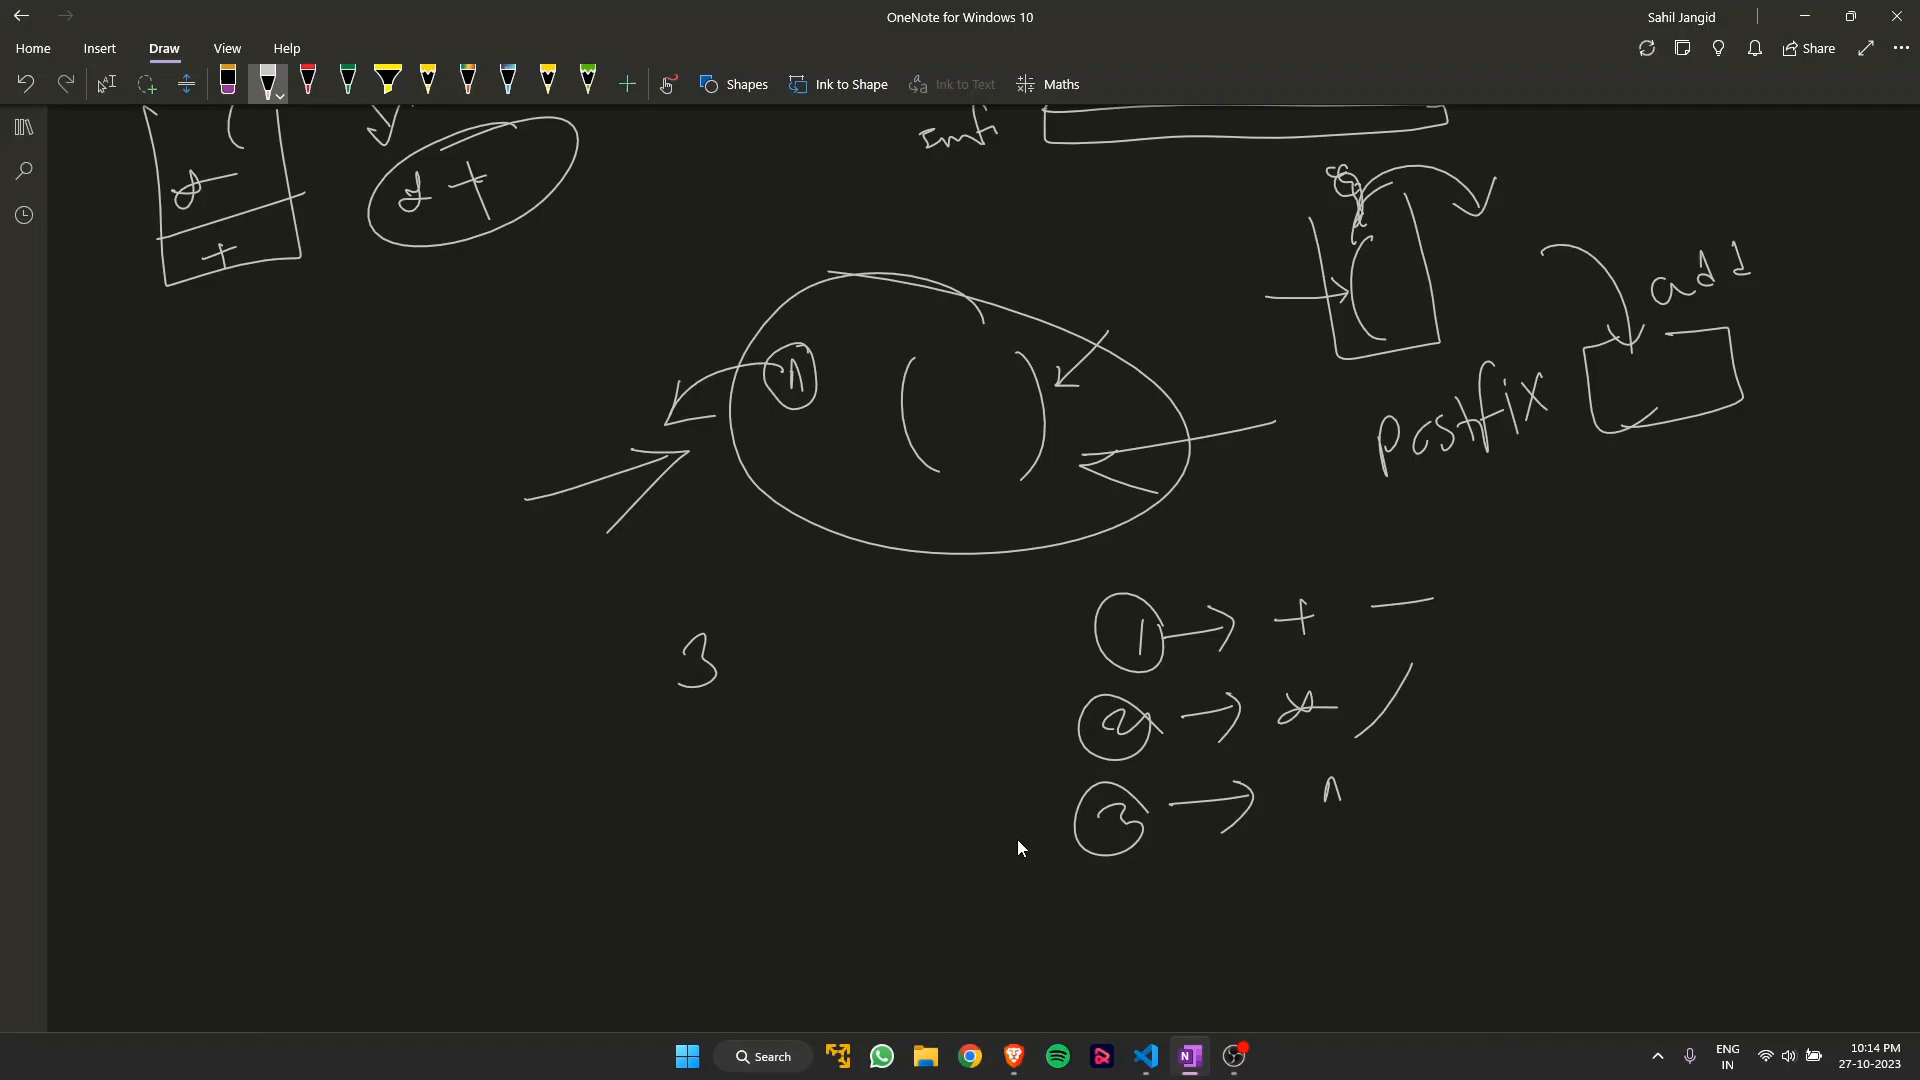 OneNote for Windows 10
Sahil Jangid
Home Insert Draw View Help
Share
Shapes Ink to Shape Ink to Text Maths
+
+
add
postfix
1 → + -
2 → * /
3 → ^
3
Search
ENG
IN
10:14 PM
27-10-2023